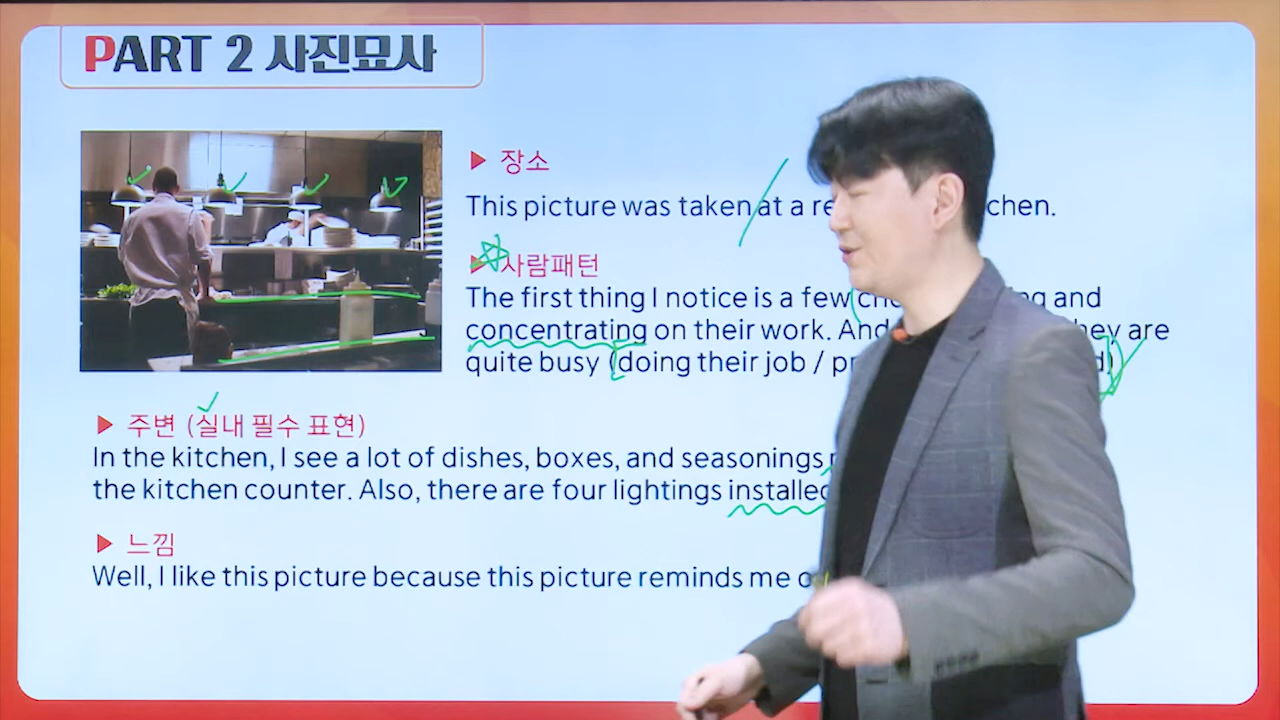 PART 2 사진묘사
▶ 장소
This picture was taken at a chen.
▶ 사람패턴
The first thing I notice is a few and
concentrating on their work. And they are
quite busy (doing their job /
▶ 주변 (실내 필수 표현)
In the kitchen, I see a lot of dishes, boxes, and seasonings
the kitchen counter. Also, there are four lightings installed
▶ 느낌
Well, I like this picture because this picture reminds me